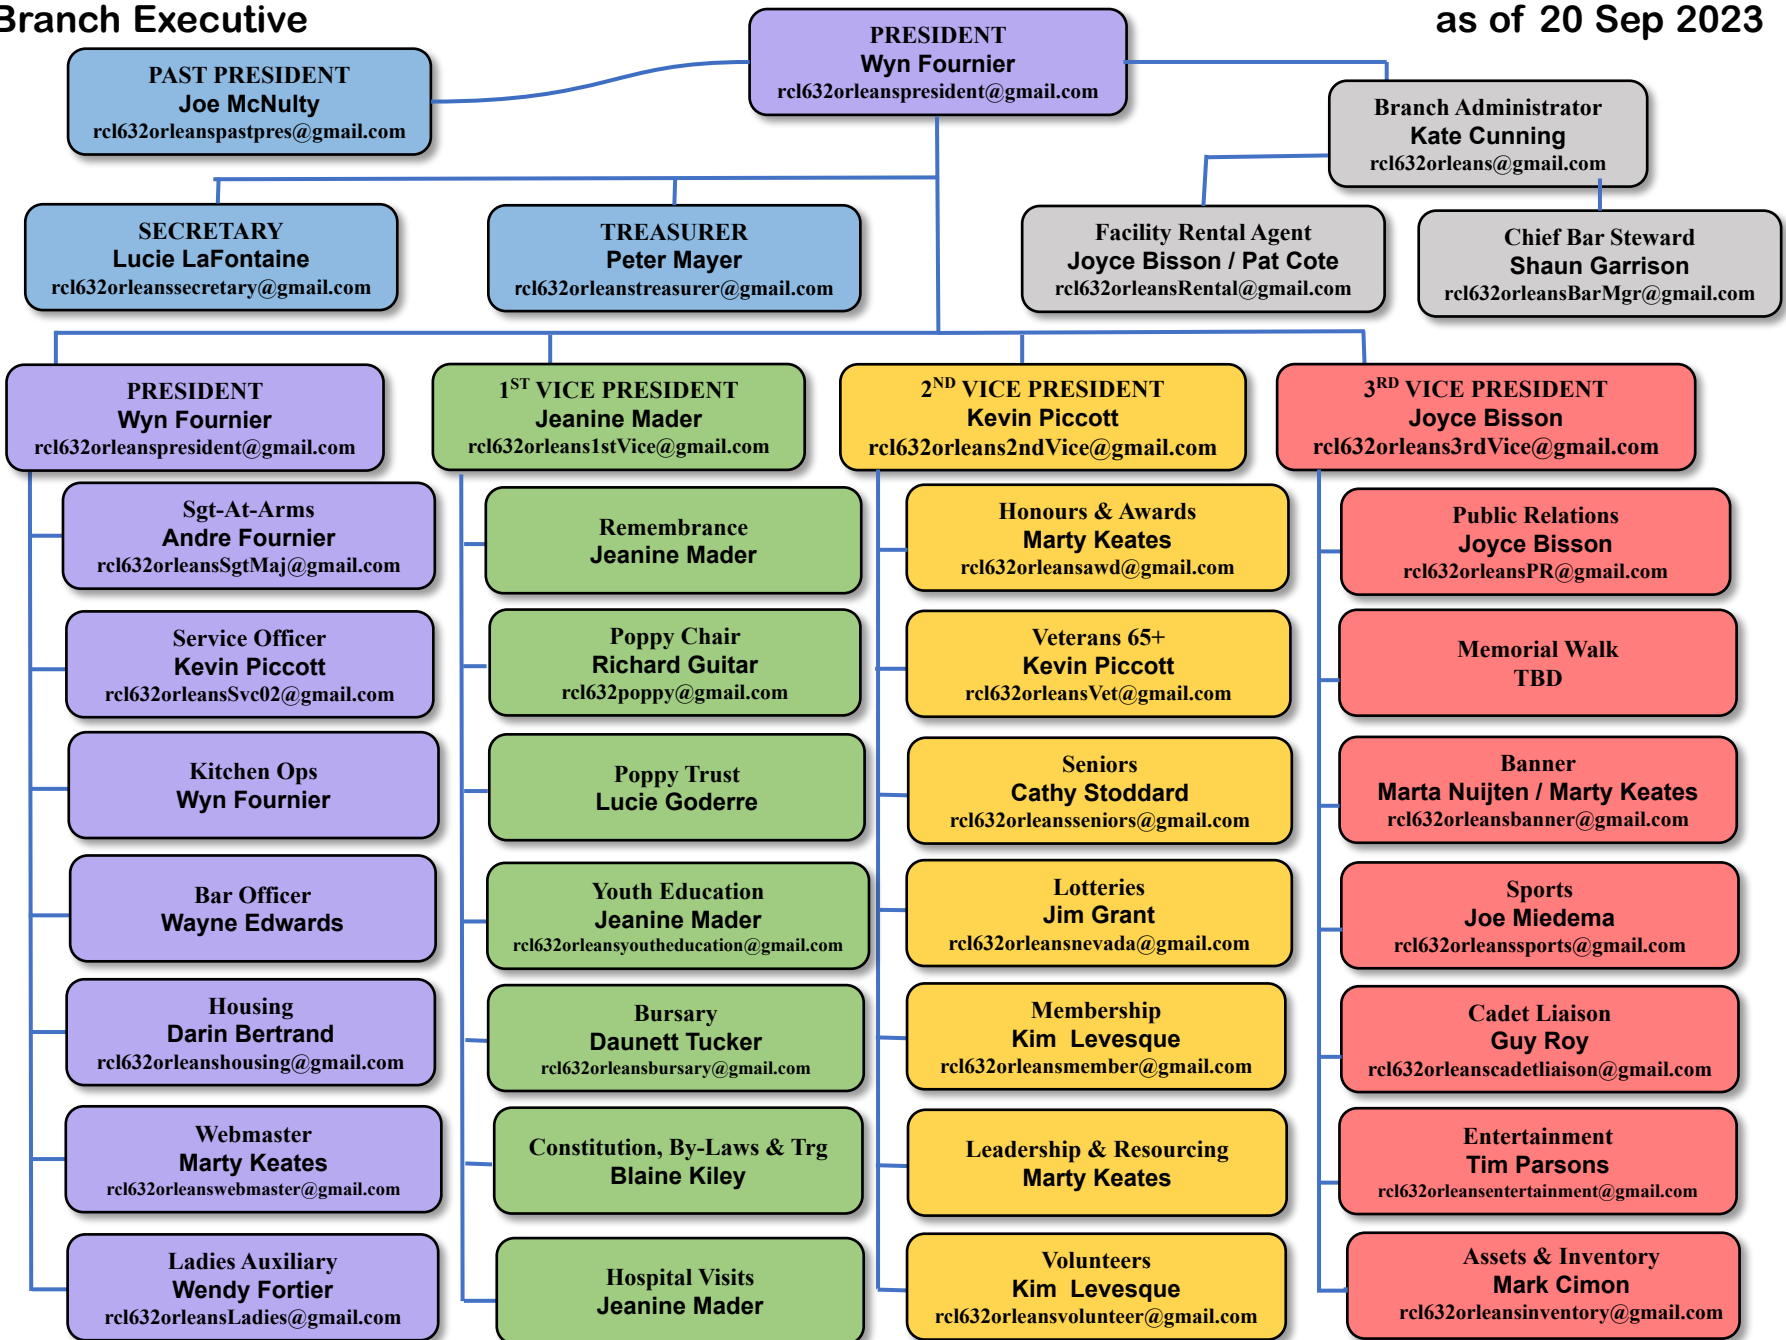 Branch Executive
as of 20 Sep 2023
PRESIDENT
Wyn Fournier
rcl632orleanspresident@gmail.com
PAST PRESIDENT
Joe McNulty
rcl632orleanspastpres@gmail.com
Branch Administrator
Kate Cunning
rcl632orleans@gmail.com
SECRETARY
Lucie LaFontaine
rcl632orleanssecretary@gmail.com
TREASURER
Peter Mayer
rcl632orleanstreasurer@gmail.com
Facility Rental Agent
Joyce Bisson / Pat Cote
rcl632orleansRental@gmail.com
Chief Bar Steward
Shaun Garrison
rcl632orleansBarMgr@gmail.com
PRESIDENT
Wyn Fournier
rcl632orleanspresident@gmail.com
Sgt-At-Arms
Andre Fournier
rcl632orleansSgtMaj@gmail.com
Service Officer
Kevin Piccott
rcl632orleansSvc02@gmail.com
Kitchen Ops
Wyn Fournier
Bar Officer
Wayne Edwards
Housing
Darin Bertrand
rcl632orleanshousing@gmail.com
Webmaster
Marty Keates
rcl632orleanswebmaster@gmail.com
Ladies Auxiliary
Wendy Fortier
rcl632orleansLadies@gmail.com
1ST VICE PRESIDENT
Jeanine Mader
rcl632orleans1stVice@gmail.com
Remembrance
Jeanine Mader
Poppy Chair
Richard Guitar
rcl632poppy@gmail.com
Poppy Trust
Lucie Goderre
Youth Education
Jeanine Mader
rcl632orleansyoutheducation@gmail.com
Bursary
Daunett Tucker
rcl632orleansbursary@gmail.com
Constitution, By-Laws & Trg
Blaine Kiley
Hospital Visits
Jeanine Mader
2ND VICE PRESIDENT
Kevin Piccott
rcl632orleans2ndVice@gmail.com
Honours & Awards
Marty Keates
rcl632orleansawd@gmail.com
Veterans 65+
Kevin Piccott
rcl632orleansVet@gmail.com
Seniors
Cathy Stoddard
rcl632orleansseniors@gmail.com
Lotteries
Jim Grant
rcl632orleansnevada@gmail.com
Membership
Kim Levesque
rcl632orleansmember@gmail.com
Leadership & Resourcing
Marty Keates
Volunteers
Kim Levesque
rcl632orleansvolunteer@gmail.com
3RD VICE PRESIDENT
Joyce Bisson
rcl632orleans3rdVice@gmail.com
Public Relations
Joyce Bisson
rcl632orleansPR@gmail.com
Memorial Walk
TBD
Banner
Marta Nuijten / Marty Keates
rcl632orleansbanner@gmail.com
Sports
Joe Miedema
rcl632orleanssports@gmail.com
Cadet Liaison
Guy Roy
rcl632orleanscadetliaison@gmail.com
Entertainment
Tim Parsons
rcl632orleansentertainment@gmail.com
Assets & Inventory
Mark Cimon
rcl632orleansinventory@gmail.com